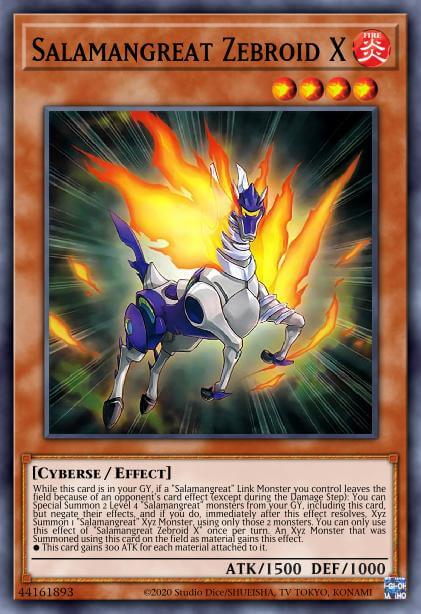 Salamangreat Zebroid X
FIRE
炎
[Cyberse / Effect]
While this card is in your GY, if a "Salamangreat" Link Monster you control leaves the
field because of an opponent's card effect (except during the Damage Step): You can
Special Summon 2 Level 4 "Salamangreat" monsters from your GY, including this card,
but negate their effects, and if you do, immediately after this effect resolves, Xyz
Summon 1 "Salamangreat" Xyz Monster, using only those 2 monsters. You can only use
this effect of "Salamangreat Zebroid X" once per turn. An Xyz Monster that was
Summoned using this card on the field as material gains this effect.
● This card gains 300 ATK for each material attached to it.
ATK/1500 DEF/1000
44161893 ©2020 Studio Dice/SHUEISHA, TV TOKYO, KONAMI